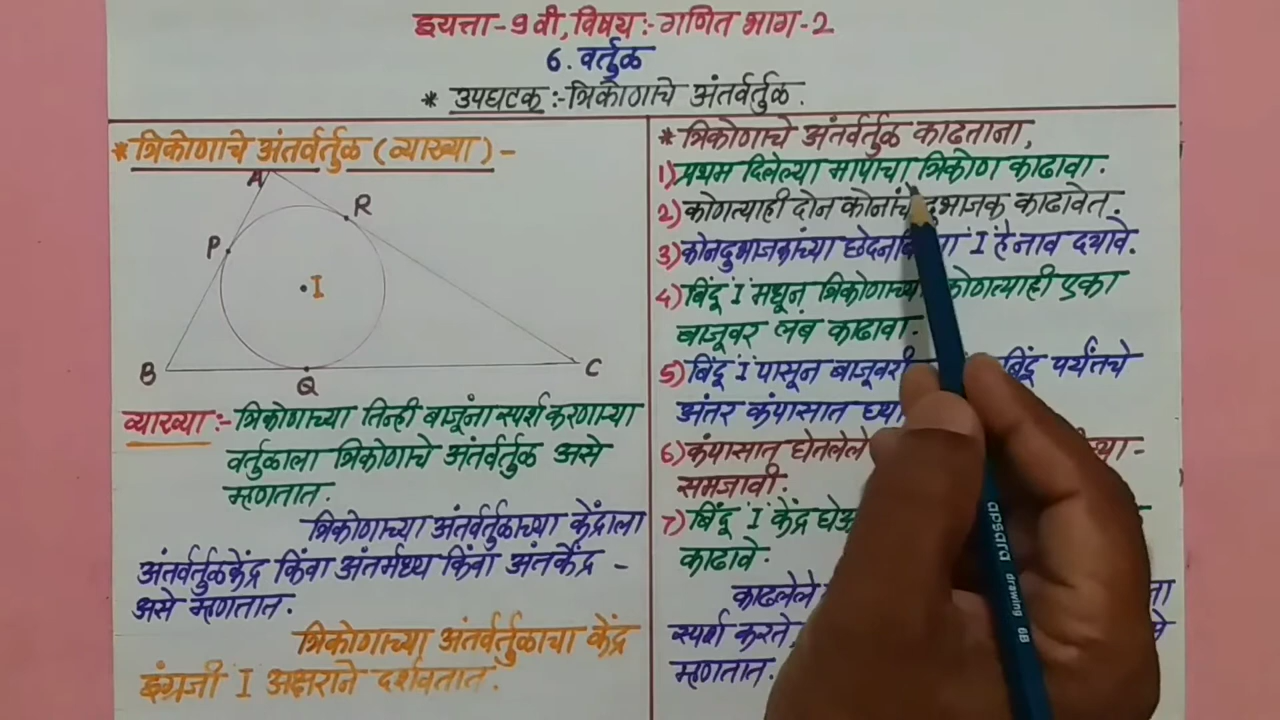 इयत्ता-9 वी, विषय:- गणित भाग-2
6. वर्तुळ
* उपघटक:- त्रिकोणाचे अंतर्वर्तुळ.
* त्रिकोणाचे अंतर्वर्तुळ (व्याख्या) -
A
R
P
I
B
Q
C
व्याख्या:- त्रिकोणाच्या तिन्ही बाजूंना स्पर्श करणाऱ्या
वर्तुळाला त्रिकोणाचे अंतर्वर्तुळ असे
म्हणतात.
त्रिकोणाच्या अंतर्वर्तुळाच्या केंद्राला
अंतर्वर्तुळकेंद्र किंवा अंतर्मध्य किंवा अंतर्केंद्र -
असे म्हणतात.
त्रिकोणाच्या अंतर्वर्तुळाचा केंद्र
इंग्रजी I अक्षराने दर्शवतात.
* त्रिकोणाचे अंतर्वर्तुळ काढताना,
1) प्रथम दिलेल्या मापाचा त्रिकोण काढावा.
2) कोणत्याही दोन कोनांचे दुभाजक काढावेत.
3) कोनदुभाजकांच्या 'I' हे नाव द्यावे.
4) बिंदू 'I' मधून त्रिकोणाच्या कोणत्याही एका
बाजूवर लंब काढावा.
5) बिंदू 'I' पासून बाजूवरी बिंदू पर्यंतचे
अंतर कंपासात
6) कंपासात घेतलेले
समजावी.
7) बिंदू 'I' केंद्र
काढावे.
काढलेले
स्पर्श करते,
म्हणतात.
apsara drawing 6B